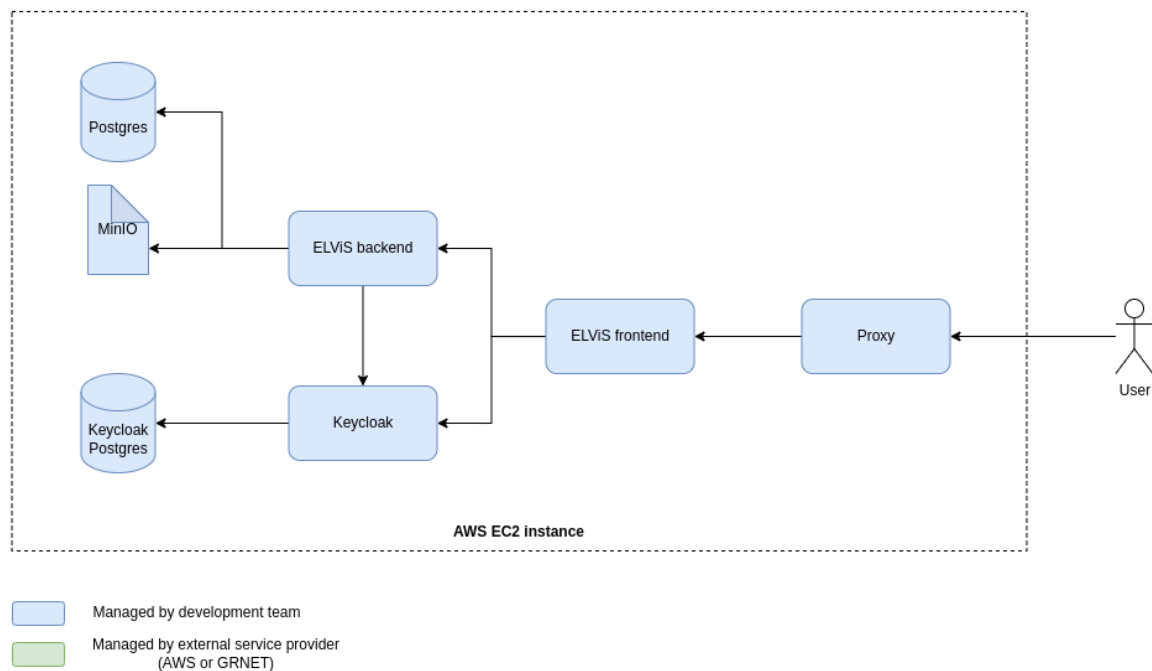 Postgres
MinIO
ELViS backend
ELViS frontend
Proxy
User
Keycloak
Postgres
Keycloak
AWS EC2 instance
Managed by development team
Managed by external service provider
(AWS or GRNET)